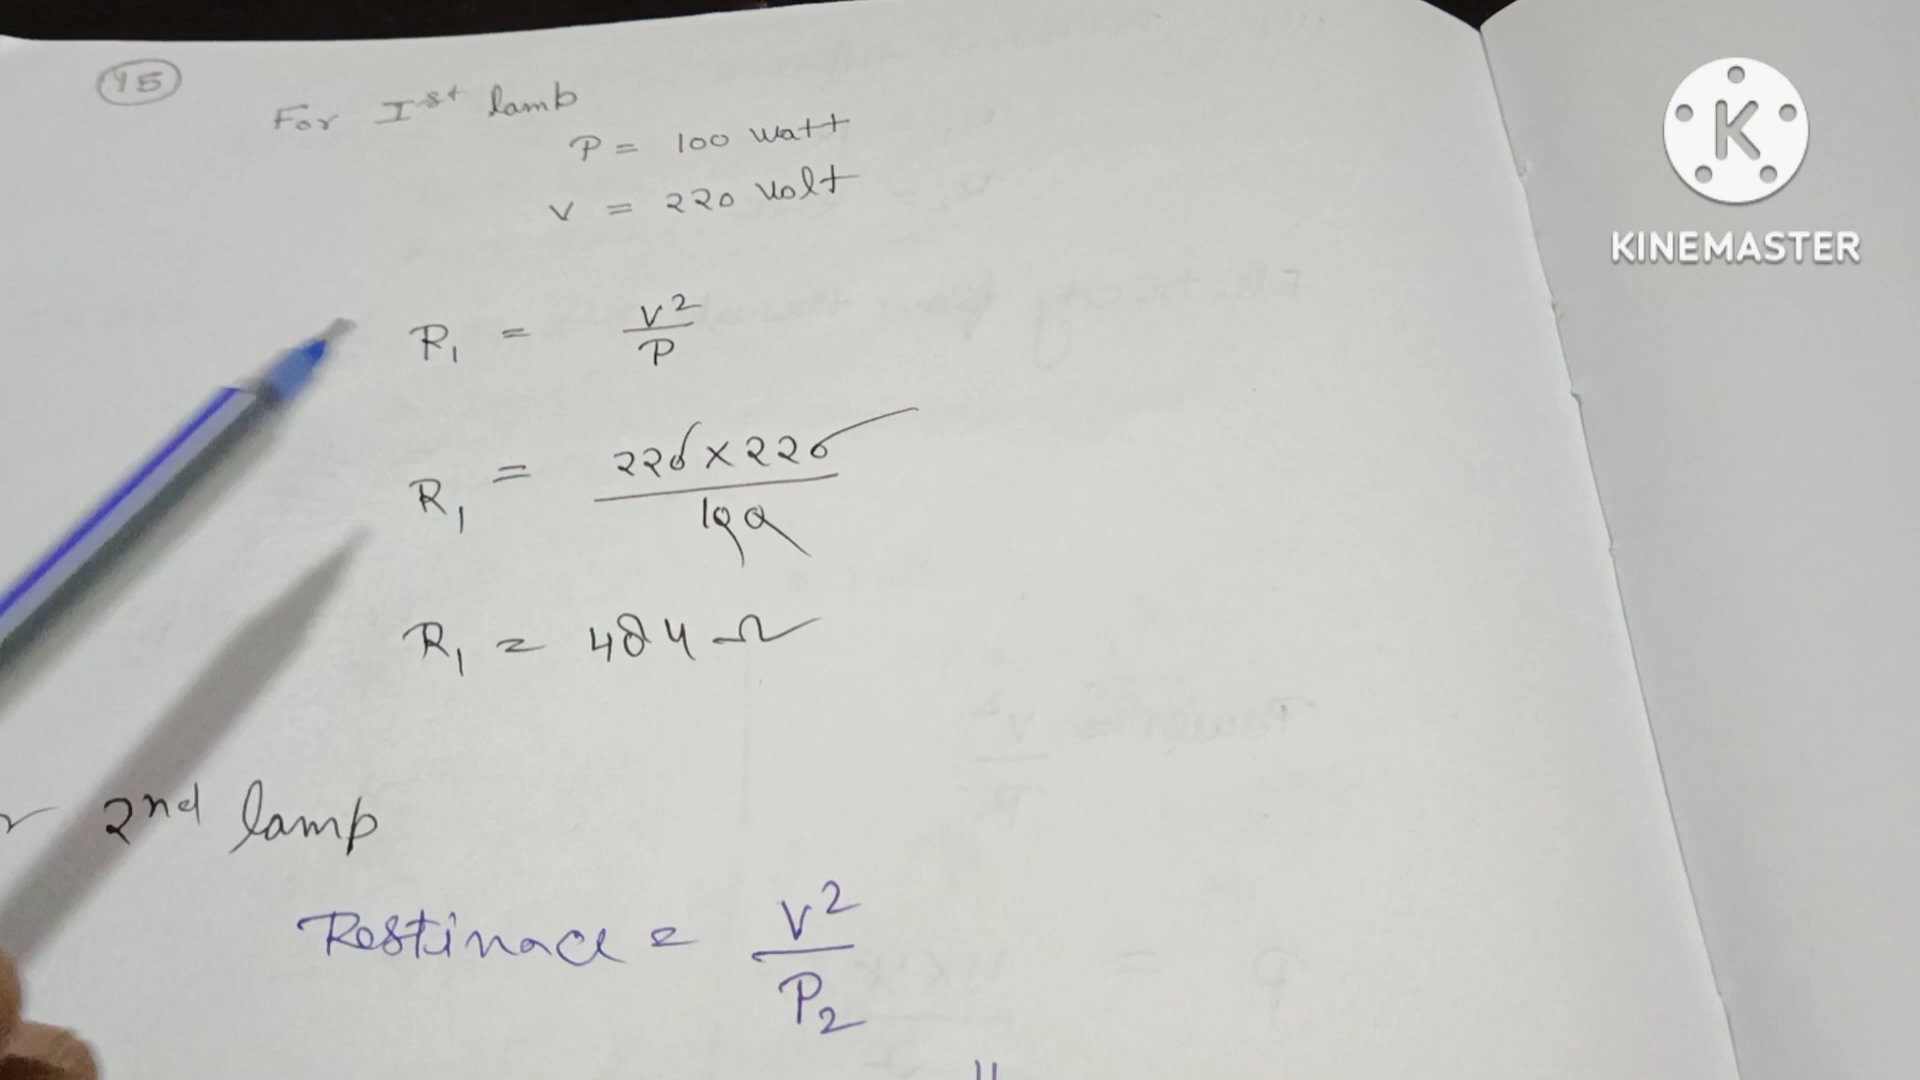 15
For Ist lamb
P = 100 watt
V = 220 volt
R1 = V²/P
R1 = 220×220/100
R1 = 484 Ω
2nd lamp
Restinace = V²/P2
K
KINEMASTER